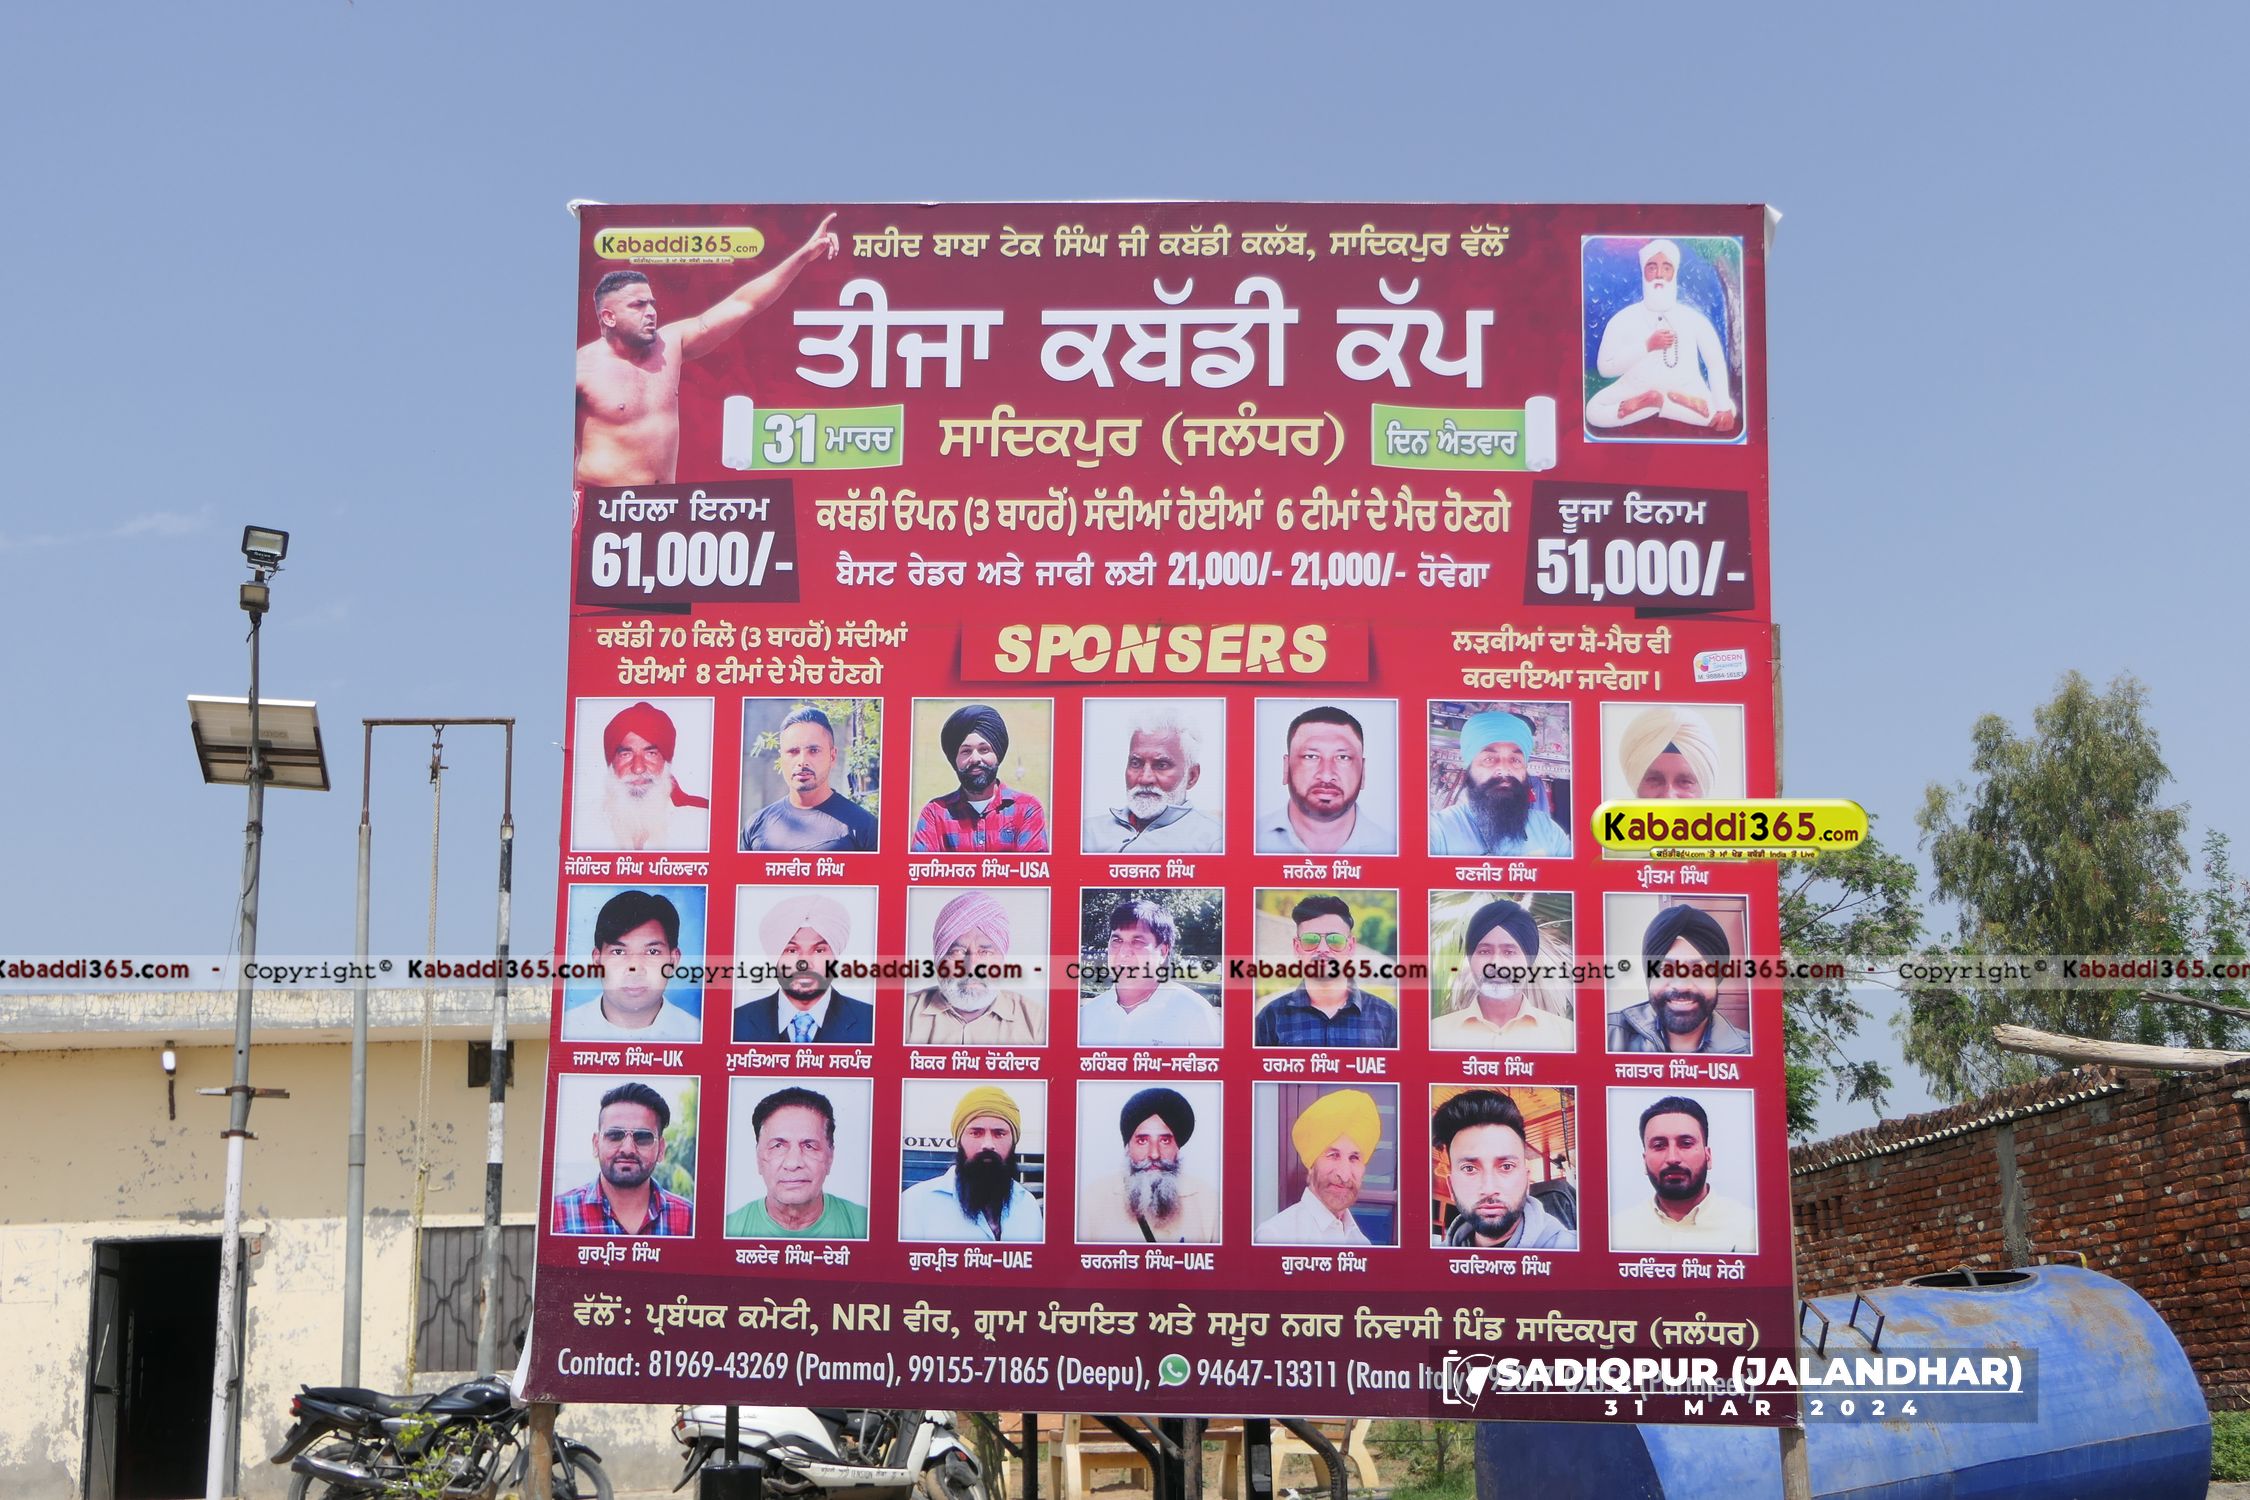 Kabaddi365.com
ਸ਼ਹੀਦ ਬਾਬਾ ਟੇਕ ਸਿੰਘ ਜੀ ਕਬੱਡੀ ਕਲੱਬ, ਸਾਦਿਕਪੁਰ ਵੱਲੋਂ
ਤੀਜਾ ਕਬੱਡੀ ਕੱਪ
31 ਮਾਰਚ
ਸਾਦਿਕਪੁਰ (ਜਲੰਧਰ)
ਦਿਨ ਐਤਵਾਰ
ਪਹਿਲਾ ਇਨਾਮ
61,000/-
ਕਬੱਡੀ ਓਪਨ (3 ਬਾਹਰੋਂ) ਸੱਦੀਆਂ ਹੋਈਆਂ 6 ਟੀਮਾਂ ਦੇ ਮੈਚ ਹੋਣਗੇ
ਬੈਸਟ ਰੇਡਰ ਅਤੇ ਜਾਫੀ ਲਈ 21,000/- 21,000/- ਹੋਵੇਗਾ
ਦੂਜਾ ਇਨਾਮ
51,000/-
ਕਬੱਡੀ 70 ਕਿਲੋ (3 ਬਾਹਰੋਂ) ਸੱਦੀਆਂ
ਹੋਈਆਂ 8 ਟੀਮਾਂ ਦੇ ਮੈਚ ਹੋਣਗੇ
SPONSERS
ਲੜਕੀਆਂ ਦਾ ਸ਼ੋ-ਮੈਚ ਵੀ
ਕਰਵਾਇਆ ਜਾਵੇਗਾ।
MODERN
Kabaddi365.com
ਜੋਗਿੰਦਰ ਸਿੰਘ ਪਹਿਲਵਾਨ
ਜਸਵੀਰ ਸਿੰਘ
ਗੁਰਸਿਮਰਨ ਸਿੰਘ-USA
ਹਰਭਜਨ ਸਿੰਘ
ਜਰਨੈਲ ਸਿੰਘ
ਰਣਜੀਤ ਸਿੰਘ
ਪ੍ਰੀਤਮ ਸਿੰਘ
Kabaddi365.com - Copyright© Kabaddi365.com - Copyright© Kabaddi365.com - Copyright© Kabaddi365.com - Copyright© Kabaddi365.com - Copyright© Kabaddi365.com
ਜਸਪਾਲ ਸਿੰਘ-UK
ਮੁਖਤਿਆਰ ਸਿੰਘ ਸਰਪੰਚ
ਬਿਕਰ ਸਿੰਘ ਚੌਂਕੀਦਾਰ
ਲਹਿੰਬਰ ਸਿੰਘ-ਸਵੀਡਨ
ਹਰਮਨ ਸਿੰਘ -UAE
ਤੀਰਥ ਸਿੰਘ
ਜਗਤਾਰ ਸਿੰਘ-USA
ਗੁਰਪ੍ਰੀਤ ਸਿੰਘ
ਬਲਦੇਵ ਸਿੰਘ-ਦੇਬੀ
ਗੁਰਪ੍ਰੀਤ ਸਿੰਘ-UAE
ਚਰਨਜੀਤ ਸਿੰਘ-UAE
ਗੁਰਪਾਲ ਸਿੰਘ
ਹਰਦਿਆਲ ਸਿੰਘ
ਹਰਵਿੰਦਰ ਸਿੰਘ ਸੇਠੀ
ਵੱਲੋਂ: ਪ੍ਰਬੰਧਕ ਕਮੇਟੀ, NRI ਵੀਰ, ਗ੍ਰਾਮ ਪੰਚਾਇਤ ਅਤੇ ਸਮੂਹ ਨਗਰ ਨਿਵਾਸੀ ਪਿੰਡ ਸਾਦਿਕਪੁਰ (ਜਲੰਧਰ)
Contact: 81969-43269 (Pamma), 99155-71865 (Deepu), 94647-13311 (Rana Italy)
SADIQPUR (JALANDHAR)
31 MAR 2024